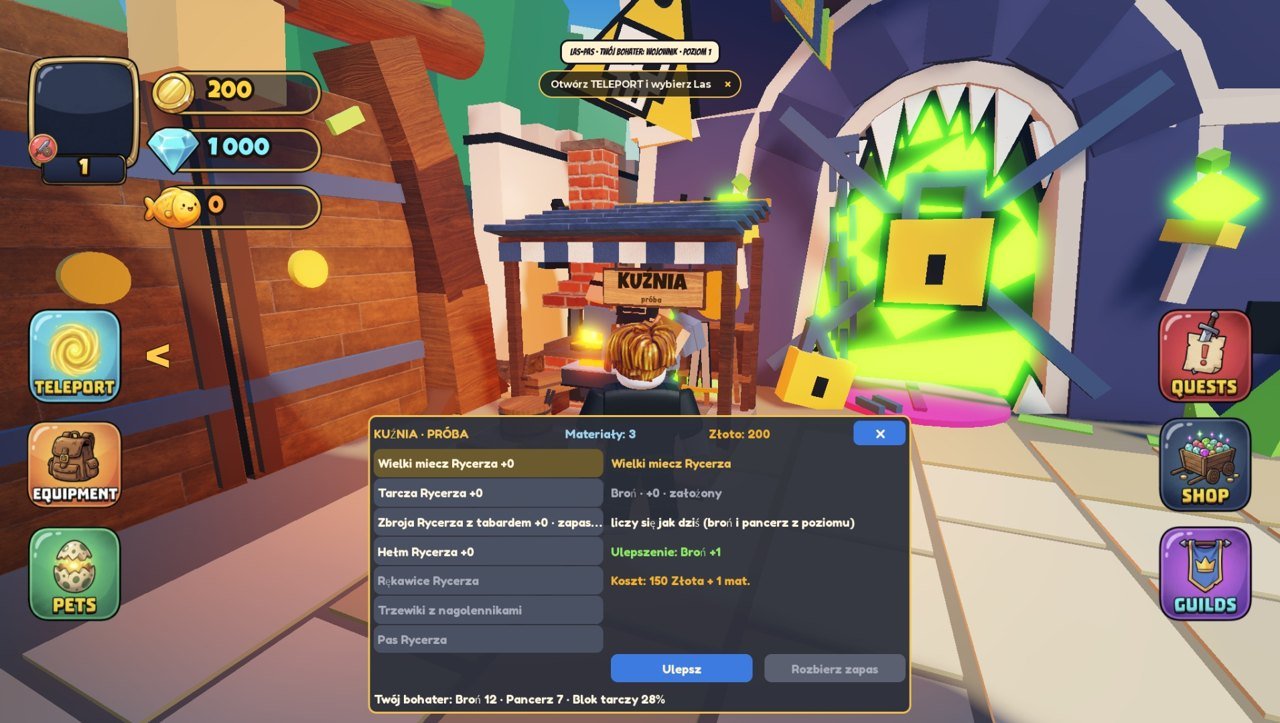 LAS-PAS · TWÓJ BOHATER: WOJOWNIK · POZIOM 1
Otwórz TELEPORT i wybierz Las ×
200
1 000
1
0
KUŹNIA
próba
TELEPORT
<
EQUIPMENT
PETS
QUESTS
SHOP
GUILDS
KUŹNIA · PRÓBA Materiały: 3 Złoto: 200 ✕
Wielki miecz Rycerza +0
Tarcza Rycerza +0
Zbroja Rycerza z tabardem +0 · zapas...
Hełm Rycerza +0
Rękawice Rycerza
Trzewiki z nagolennikami
Pas Rycerza
Wielki miecz Rycerza
Broń · +0 · założony
liczy się jak dziś (broń i pancerz z poziomu)
Ulepszenie: Broń +1
Koszt: 150 Złota + 1 mat.
Ulepsz
Rozbierz zapas
Twój bohater: Broń 12 · Pancerz 7 · Blok tarczy 28%